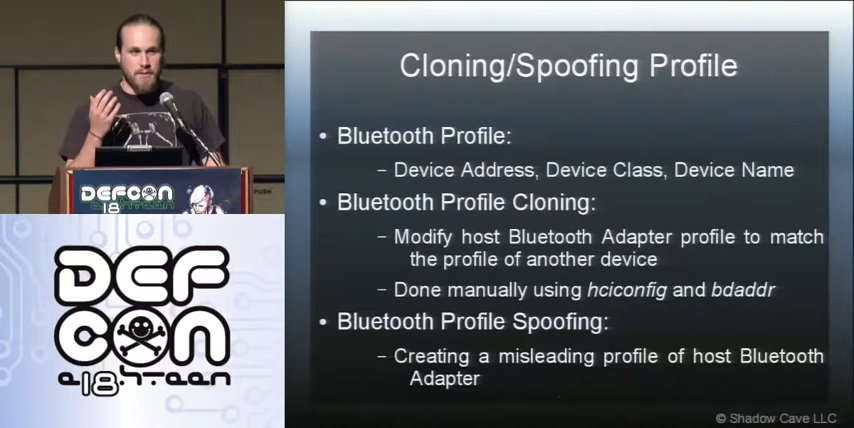 Cloning/Spoofing Profile
• Bluetooth Profile:
– Device Address, Device Class, Device Name
• Bluetooth Profile Cloning:
– Modify host Bluetooth Adapter profile to match
the profile of another device
– Done manually using hciconfig and bdaddr
• Bluetooth Profile Spoofing:
– Creating a misleading profile of host Bluetooth
Adapter
© Shadow Cave LLC
PUSH
DEFCON
18
DEF
CON
e18hteen